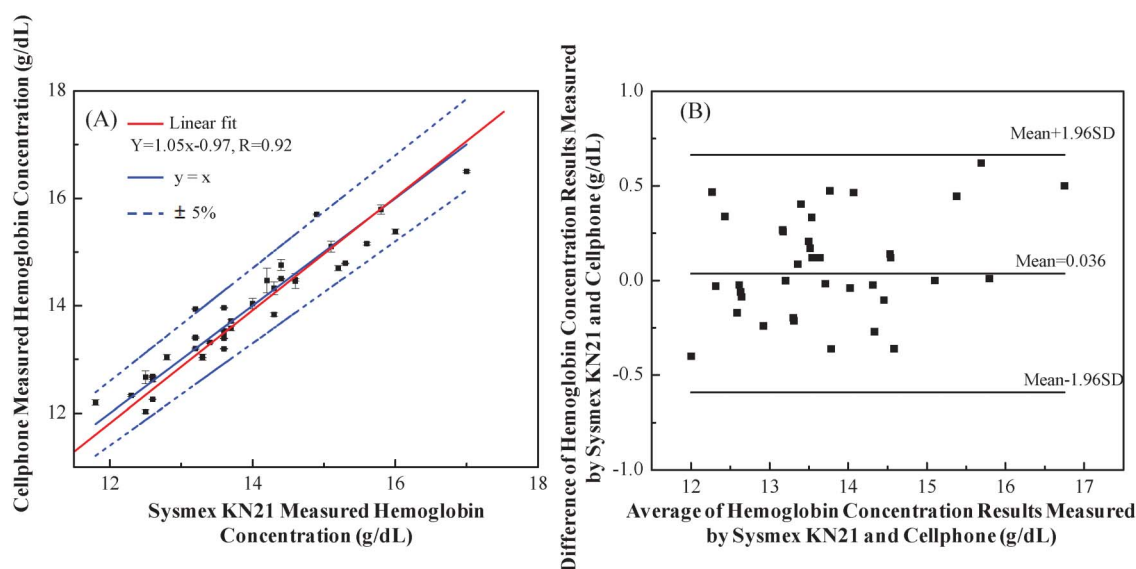 Cellphone Measured Hemoglobin Concentration (g/dL)
18
16
14
12
(A)
Linear fit
Y=1.05x-0.97, R=0.92
y = x
± 5%
12
14
16
18
Sysmex KN21 Measured Hemoglobin
Concentration (g/dL)
Difference of Hemoglobin Concentration Results Measured
by Sysmex KN21 and Cellphone (g/dL)
1.0
0.5
0.0
-0.5
-1.0
(B)
Mean+1.96SD
Mean=0.036
Mean-1.96SD
12
13
14
15
16
17
Average of Hemoglobin Concentration Results Measured
by Sysmex KN21 and Cellphone (g/dL)